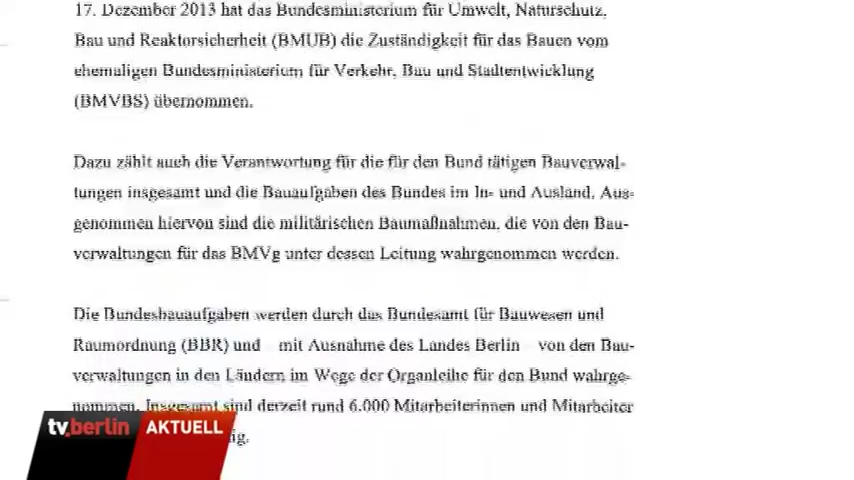 17. Dezember 2013 hat das Bundesministerium für Umwelt, Naturschutz,
Bau und Reaktorsicherheit (BMUB) die Zuständigkeit für das Bauen vom
ehemaligen Bundesministerium für Verkehr, Bau und Stadtentwicklung
(BMVBS) übernommen.
Dazu zählt auch die Verantwortung für die für den Bund tätigen Bauverwal-
tungen insgesamt und die Bauaufgaben des Bundes im In- und Ausland. Aus-
genommen hiervon sind die militärischen Baumaßnahmen, die von den Bau-
verwaltungen für das BMVg unter dessen Leitung wahrgenommen werden.
Die Bundesbauaufgaben werden durch das Bundesamt für Bauwesen und
Raumordnung (BBR) und mit Ausnahme des Landes Berlin von den Bau-
verwaltungen in den Ländern im Wege der Organleihe für den Bund wahrge-
nommen. Insgesamt sind derzeit rund 6.000 Mitarbeiterinnen und Mitarbeiter
tv.berlin AKTUELL